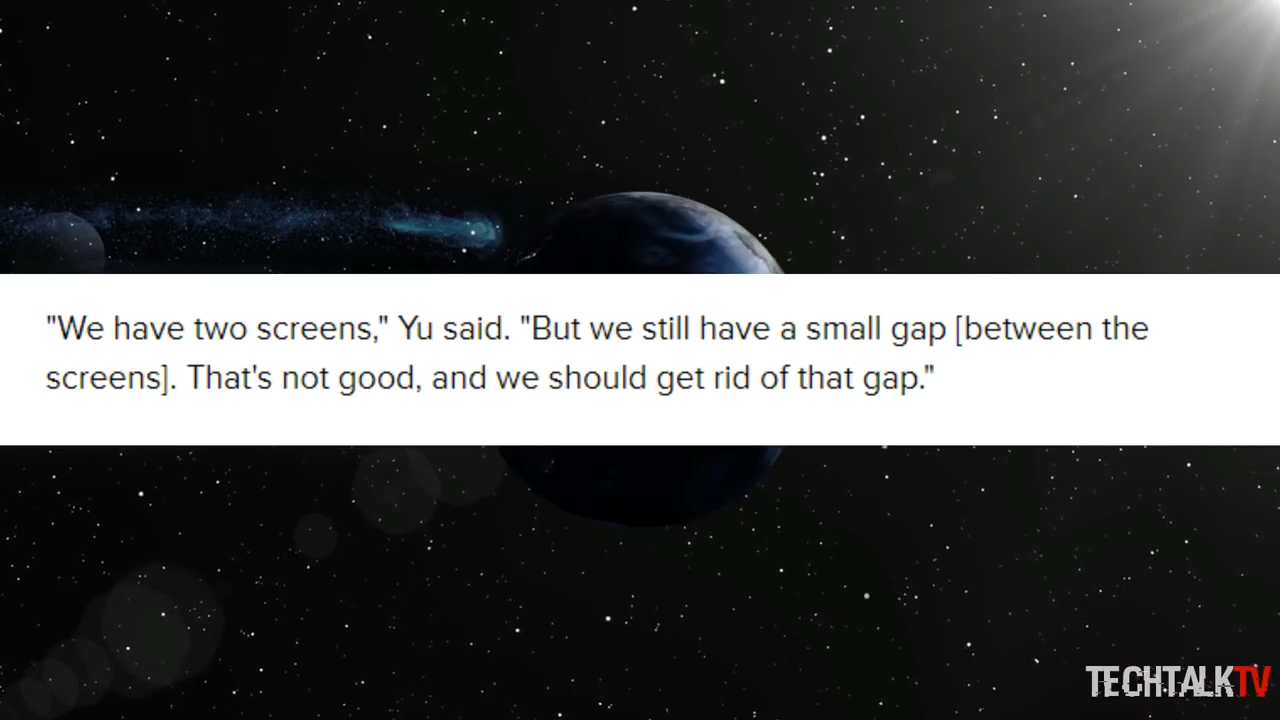 "We have two screens," Yu said. "But we still have a small gap [between the
screens]. That's not good, and we should get rid of that gap."
TECHTALKTV